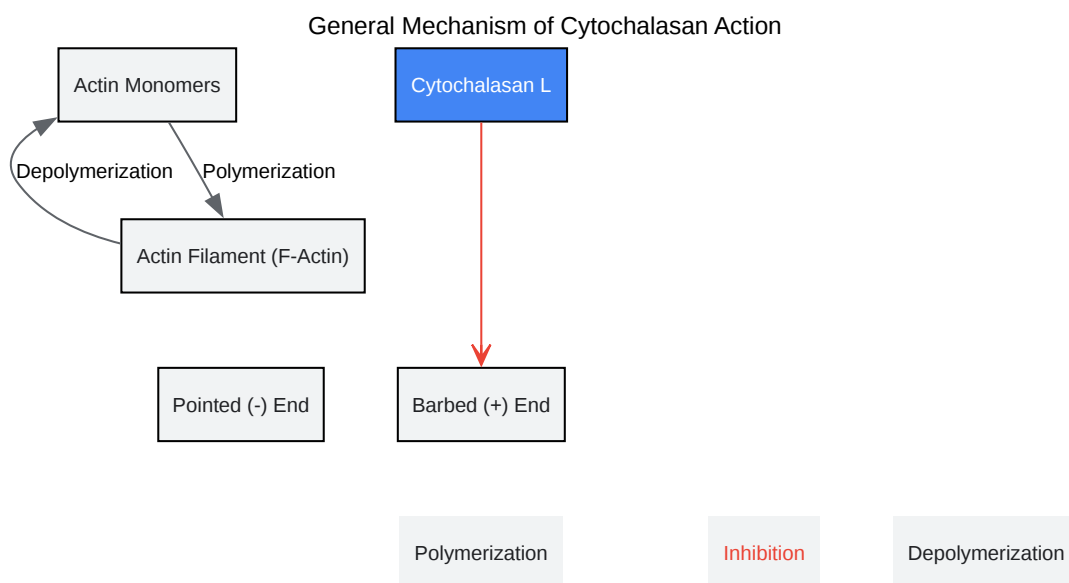 General Mechanism of Cytochalasan Action
Actin Monomers
Cytochalasan L
Depolymerization
Polymerization
Actin Filament (F-Actin)
Pointed (-) End
Barbed (+) End
Polymerization
Inhibition
Depolymerization